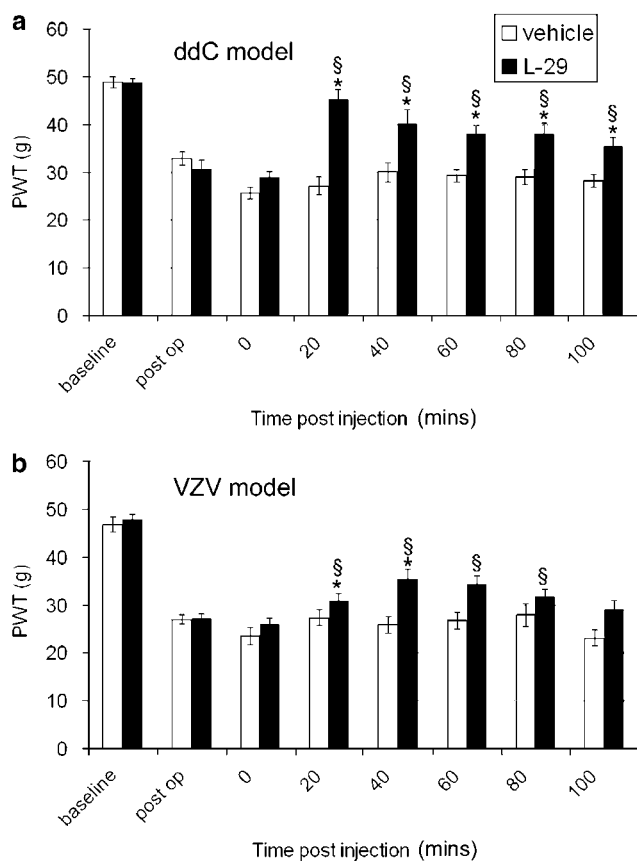 a
ddC model
vehicle
L-29
PWT (g)
60
50
40
30
20
10
0
§ § § § §
* * * * *
baseline post op 0 20 40 60 80 100
Time post injection (mins)
b
VZV model
PWT (g)
60
50
40
30
20
10
0
§ § § §
* *
baseline post op 0 20 40 60 80 100
Time post injection (mins)